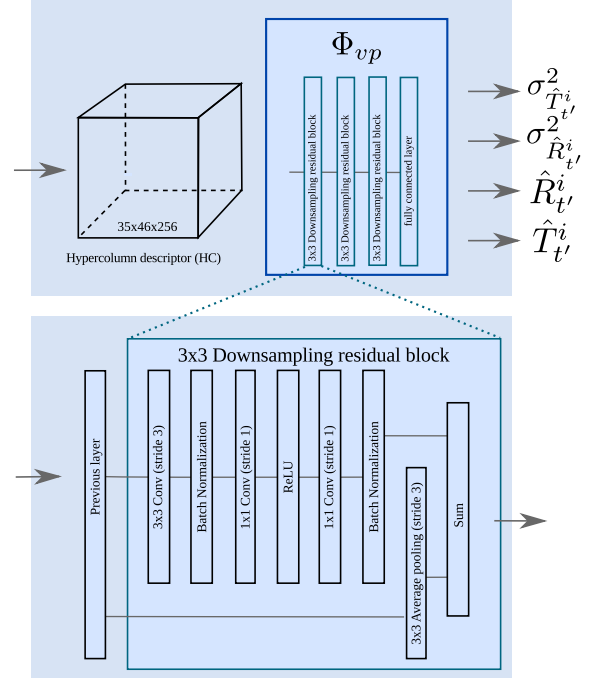 Φ_{vp}
3x3 Downsampling residual block
3x3 Downsampling residual block
3x3 Downsampling residual block
fully connected layer
35x46x256
Hypercolumn descriptor (HC)
σ²_{T̂^i_{t'}}
σ²_{R̂^i_{t'}}
R̂^i_{t'}
T̂^i_{t'}
3x3 Downsampling residual block
Previous layer
3x3 Conv (stride 3)
Batch Normalization
1x1 Conv (stride 1)
ReLU
1x1 Conv (stride 1)
Batch Normalization
3x3 Average pooling (stride 3)
Sum